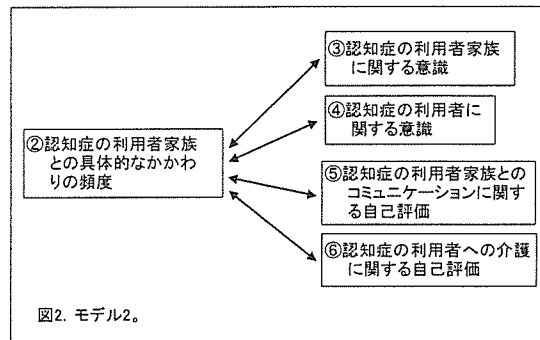 ③認知症の利用者家族
に関する意識
④認知症の利用者に
関する意識
②認知症の利用者家族
との具体的なかかわ
りの頻度
⑤認知症の利用者家族との
コミュニケーションに関す
る自己評価
⑥認知症の利用者への介護
に関する自己評価
図2. モデル2。